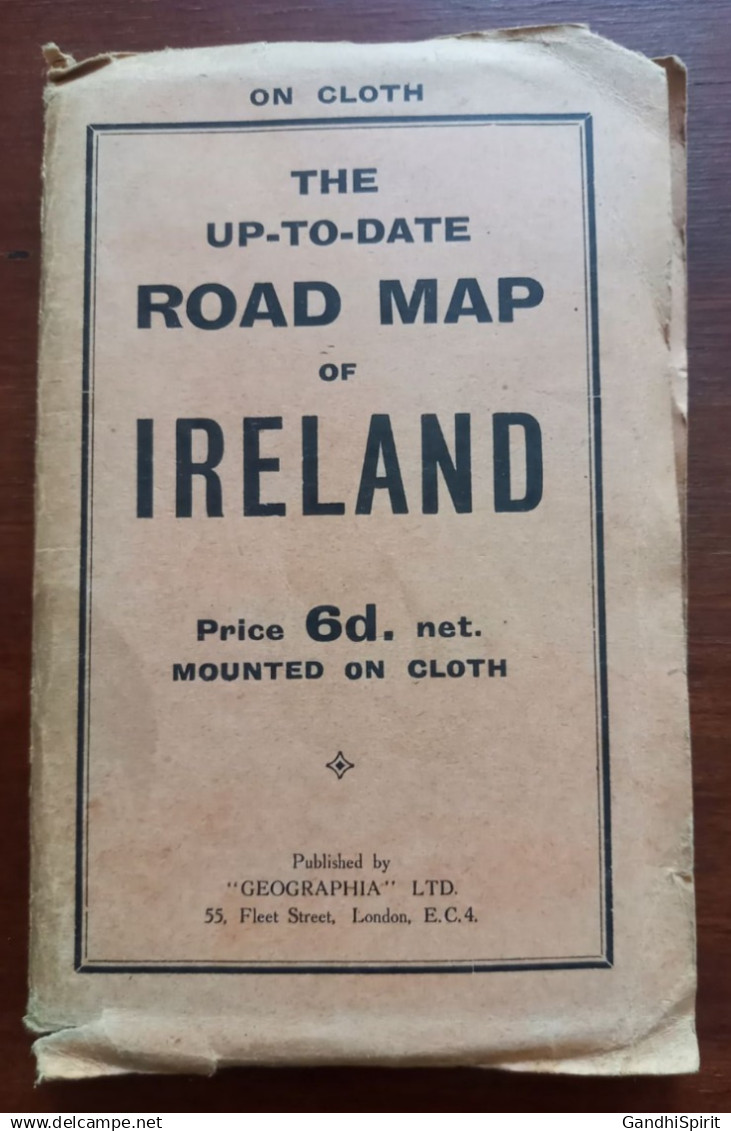 ON CLOTH
THE
UP-TO-DATE
ROAD MAP
OF
IRELAND
Price 6d. net.
MOUNTED ON CLOTH
Published by
"GEOGRAPHIA" LTD.
55, Fleet Street, London, E.C.4.
delcampe.net
GandhiSpirit